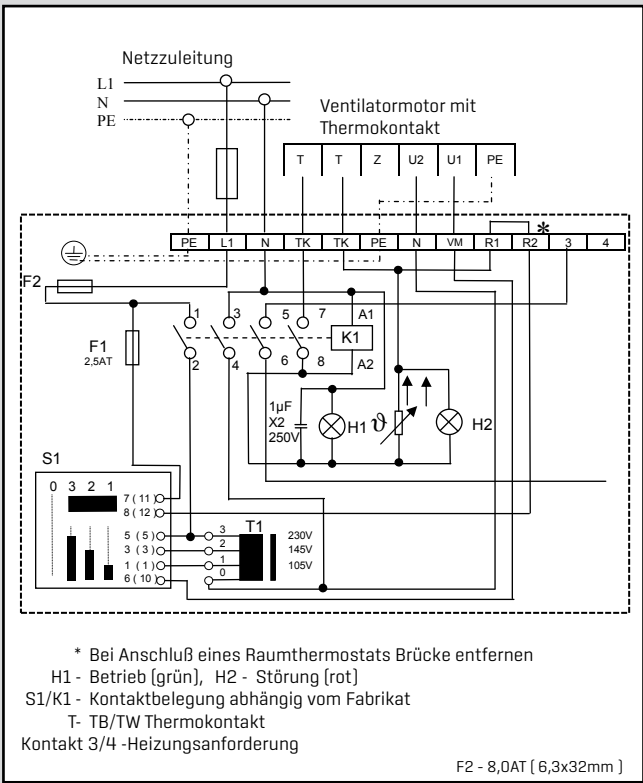 Netzzuleitung
L1
N
PE
Ventilatormotor mit
Thermokontakt
T T Z U2 U1 PE
*
PE L1 N TK TK PE N VM R1 R2 3 4
F2
1 3 5 7 A1
K1
2 4 6 8 A2
F1
2,5AT
1µF
X2
250V
H1
ϑ
H2
S1
0 3 2 1
7 ( 11 )
8 ( 12 )
5 ( 5 )
3 ( 3 )
1 ( 1 )
6 ( 10 )
T1
3 230V
2 145V
1 105V
0
* Bei Anschluß eines Raumthermostats Brücke entfernen
H1 - Betrieb (grün), H2 - Störung (rot)
S1/K1 - Kontaktbelegung abhängig vom Fabrikat
T- TB/TW Thermokontakt
Kontakt 3/4 -Heizungsanforderung
F2 - 8,0AT ( 6,3x32mm )